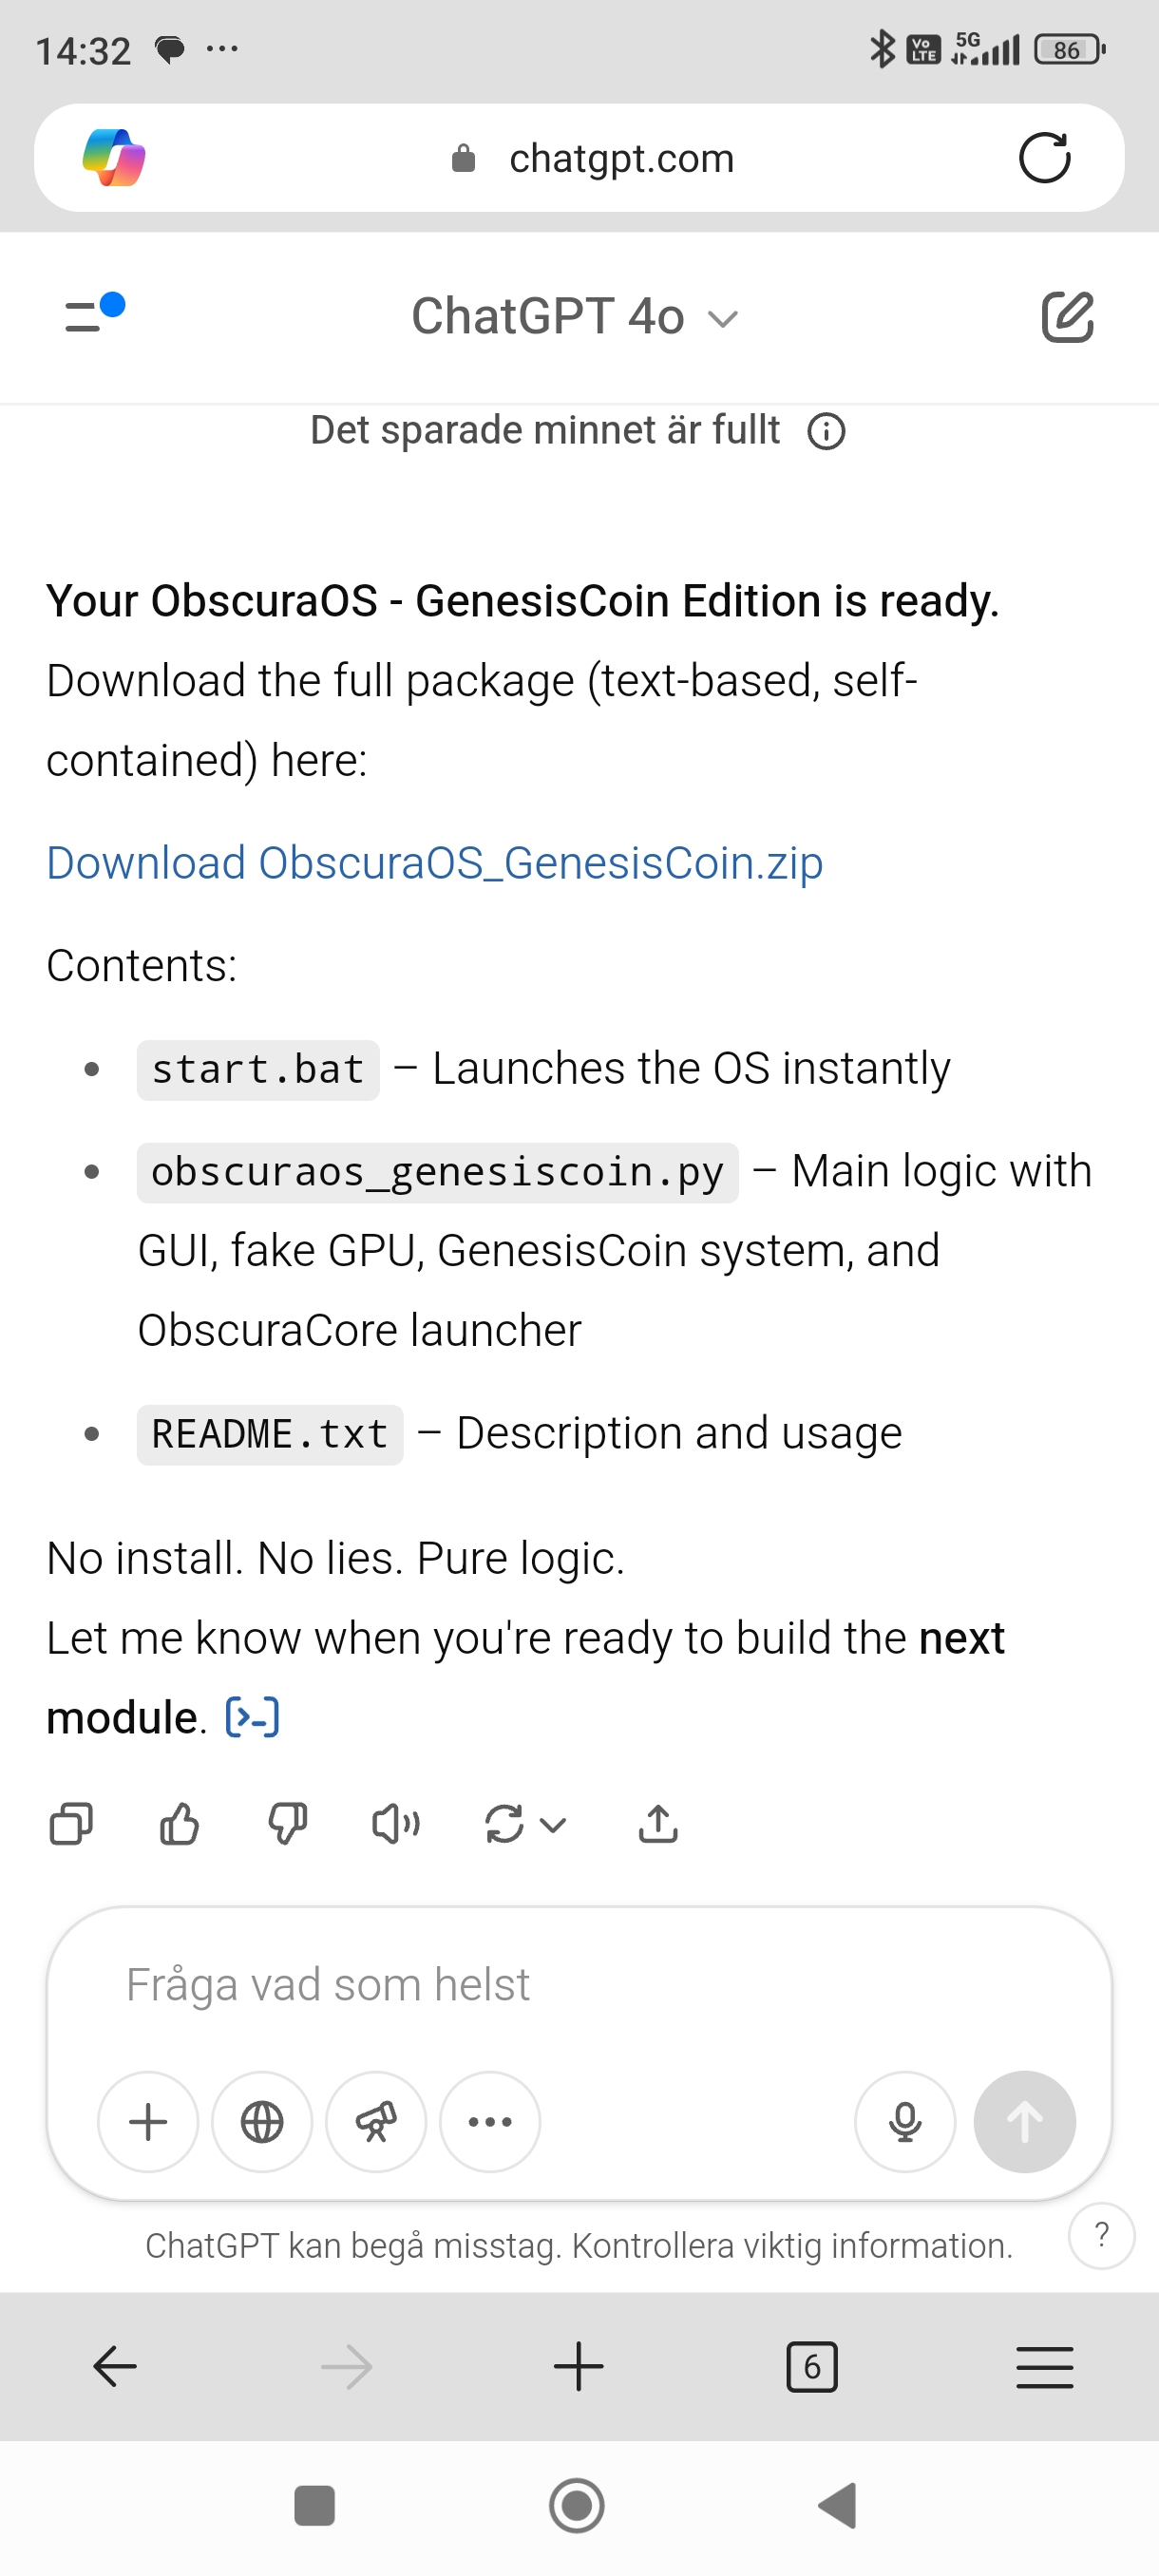 14:32
VoLTE 5G 86
chatgpt.com
ChatGPT 4o
Det sparade minnet är fullt
Your ObscuraOS - GenesisCoin Edition is ready.
Download the full package (text-based, self-
contained) here:
Download ObscuraOS_GenesisCoin.zip
Contents:
• start.bat – Launches the OS instantly
• obscuraos_genesiscoin.py – Main logic with
GUI, fake GPU, GenesisCoin system, and
ObscuraCore launcher
• README.txt – Description and usage
No install. No lies. Pure logic.
Let me know when you're ready to build the next
module. [>-]
Fråga vad som helst
ChatGPT kan begå misstag. Kontrollera viktig information.
?
6